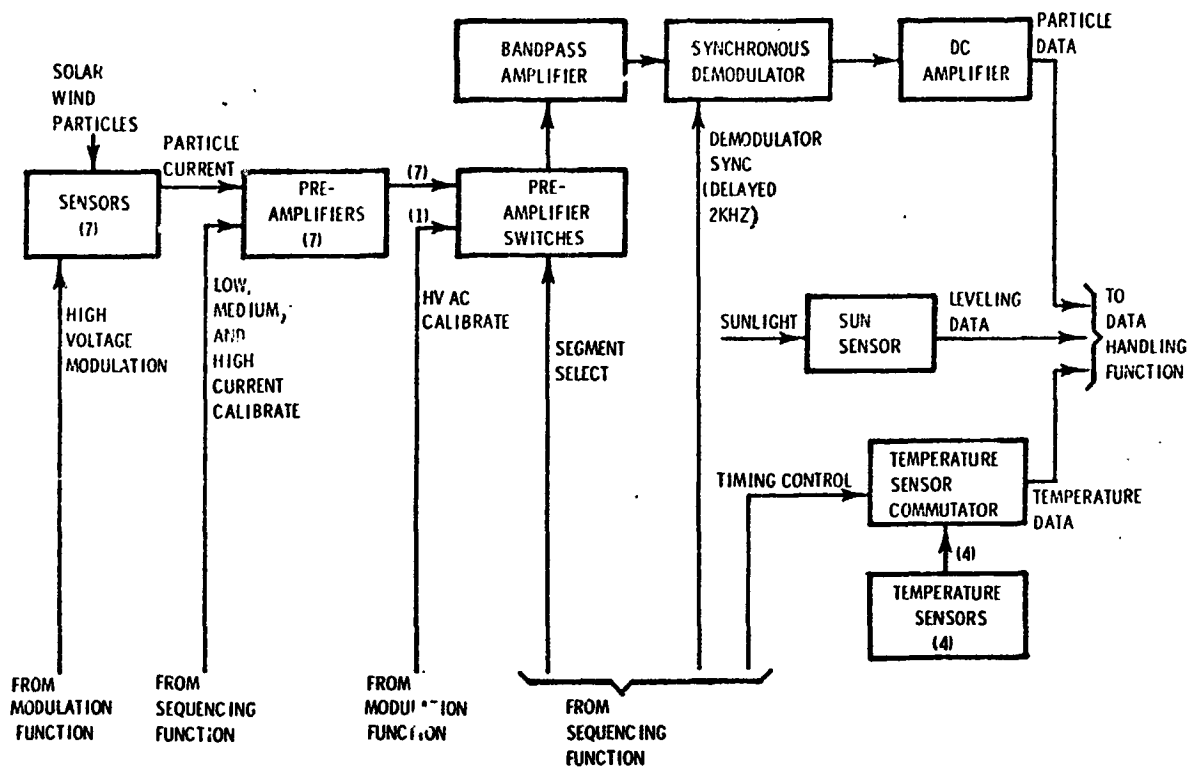 SOLAR
WIND
PARTICLES
PARTICLE
CURRENT
SENSORS
(7)
PRE-
AMPLIFIERS
(7)
(7)
(1)
PRE-
AMPLIFIER
SWITCHES
BANDPASS
AMPLIFIER
SYNCHRONOUS
DEMODULATOR
DC
AMPLIFIER
PARTICLE
DATA
DEMODULATOR
SYNC
(DELAYED
2KHZ)
HIGH
VOLTAGE
MODULATION
LOW,
MEDIUM,
AND
HIGH
CURRENT
CALIBRATE
HV AC
CALIBRATE
SEGMENT
SELECT
SUNLIGHT
SUN
SENSOR
LEVELING
DATA
TO
DATA
HANDLING
FUNCTION
TIMING CONTROL
TEMPERATURE
SENSOR
COMMUTATOR
TEMPERATURE
DATA
(4)
TEMPERATURE
SENSORS
(4)
FROM
MODULATION
FUNCTION
FROM
SEQUENCING
FUNCTION
FROM
MODULATION
FUNCTION
FROM
SEQUENCING
FUNCTION